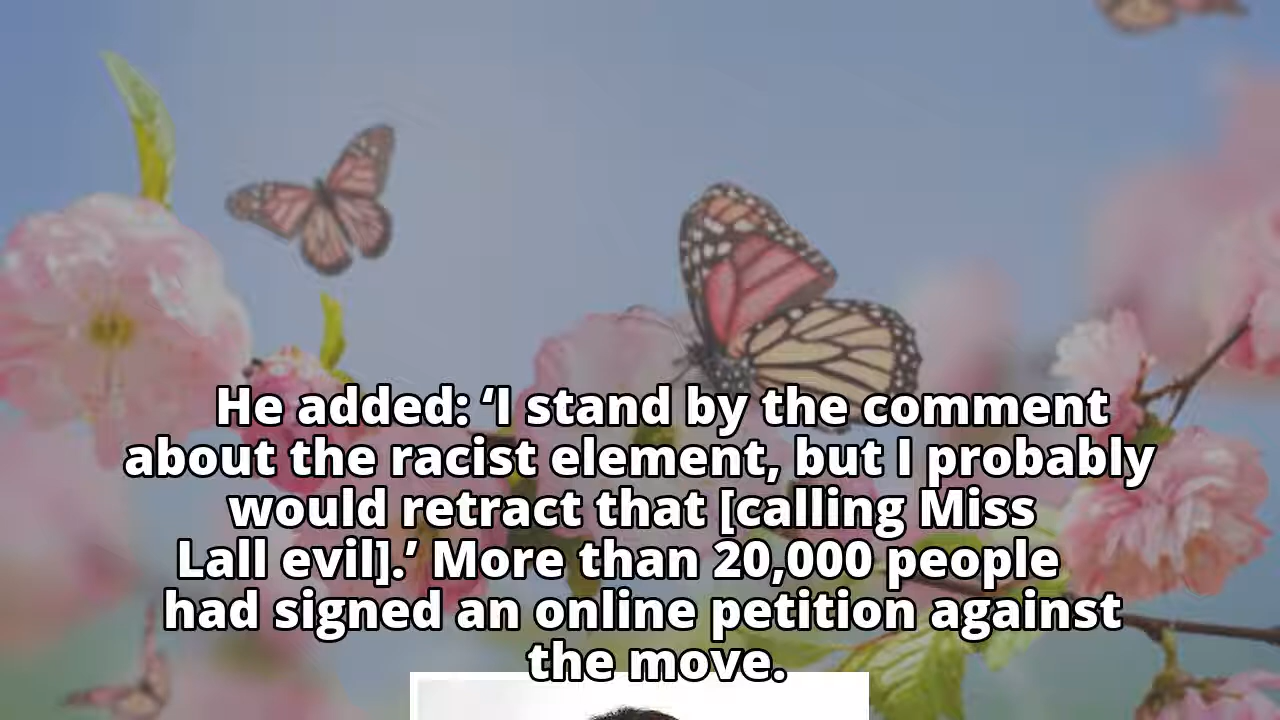 He added: ‘I stand by the comment
about the racist element, but I probably
would retract that [calling Miss
Lall evil].’ More than 20,000 people
had signed an online petition against
the move.